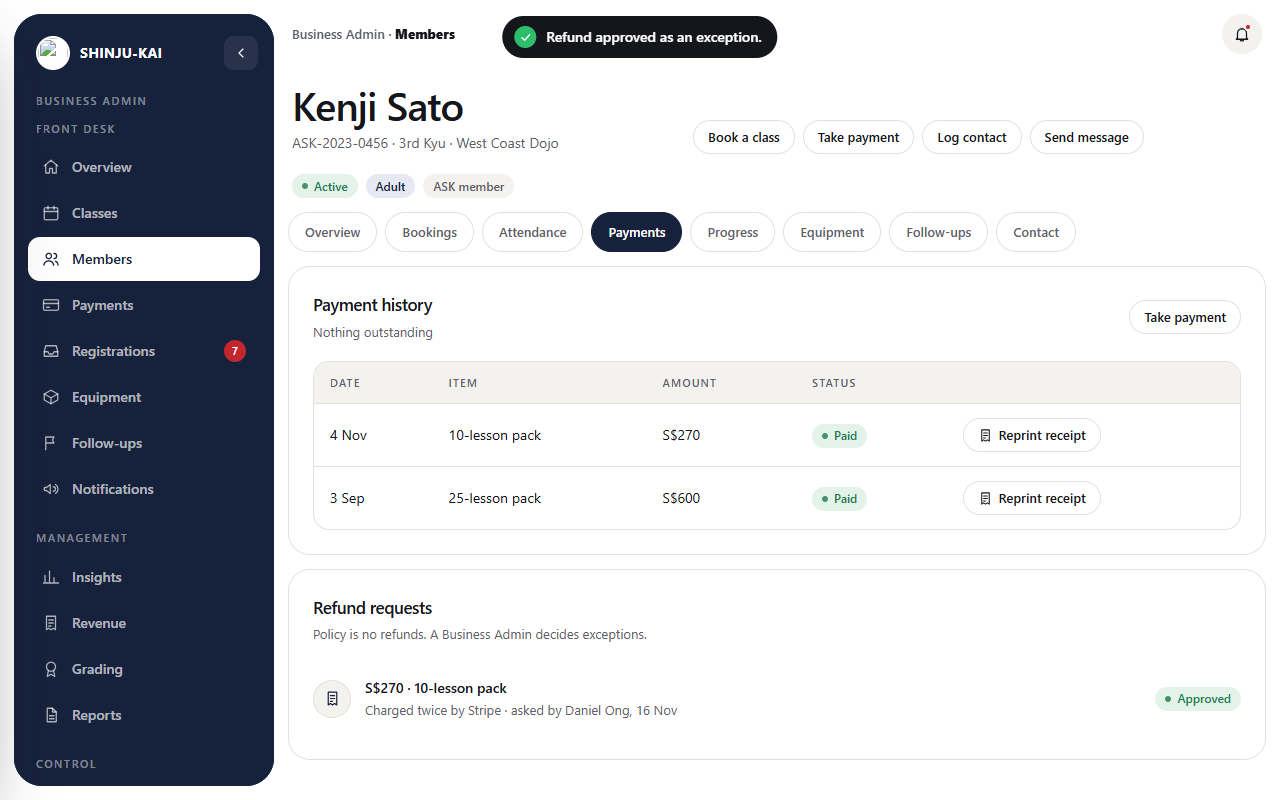 SHINJU-KAI
BUSINESS ADMIN
FRONT DESK
Overview
Classes
Members
Payments
Registrations 7
Equipment
Follow-ups
Notifications
MANAGEMENT
Insights
Revenue
Grading
Reports
CONTROL
Business Admin · Members
Refund approved as an exception.
Kenji Sato
ASK-2023-0456 · 3rd Kyu · West Coast Dojo
Book a class Take payment Log contact Send message
Active Adult ASK member
Overview Bookings Attendance Payments Progress Equipment Follow-ups Contact
Payment history
Nothing outstanding
Take payment
DATE ITEM AMOUNT STATUS
4 Nov 10-lesson pack S$270 Paid Reprint receipt
3 Sep 25-lesson pack S$600 Paid Reprint receipt
Refund requests
Policy is no refunds. A Business Admin decides exceptions.
S$270 · 10-lesson pack
Charged twice by Stripe · asked by Daniel Ong, 16 Nov
Approved